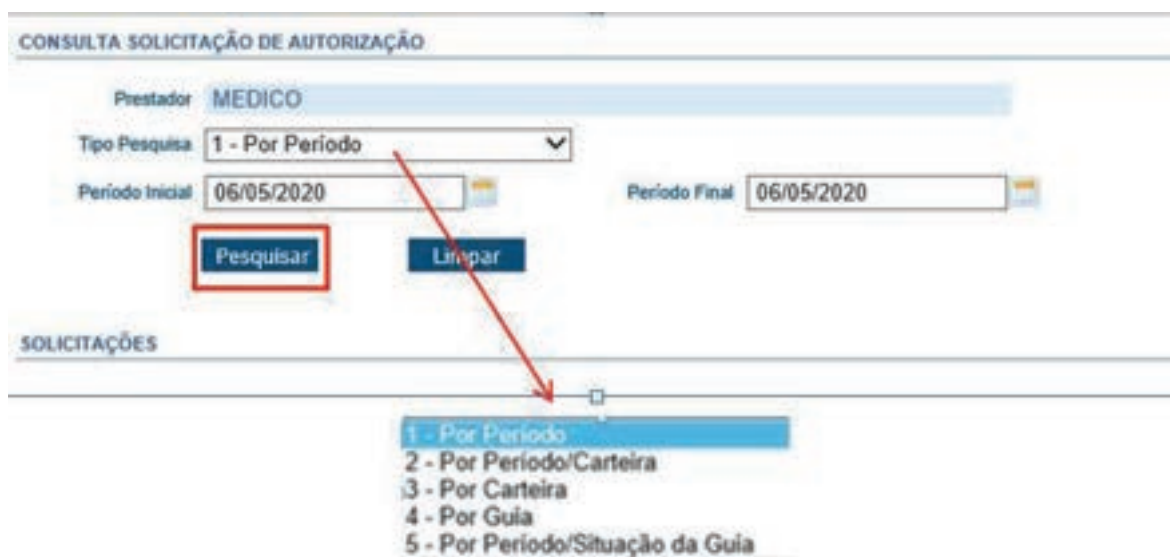 CONSULTA SOLICITAÇÃO DE AUTORIZAÇÃO
Prestador MEDICO
Tipo Pesquisa 1 - Por Período
Período Inicial 06/05/2020 Período Final 06/05/2020
Pesquisar Limpar
SOLICITAÇÕES
1 - Por Período
2 - Por Período/Carteira
3 - Por Carteira
4 - Por Guia
5 - Por Período/Situação da Guia